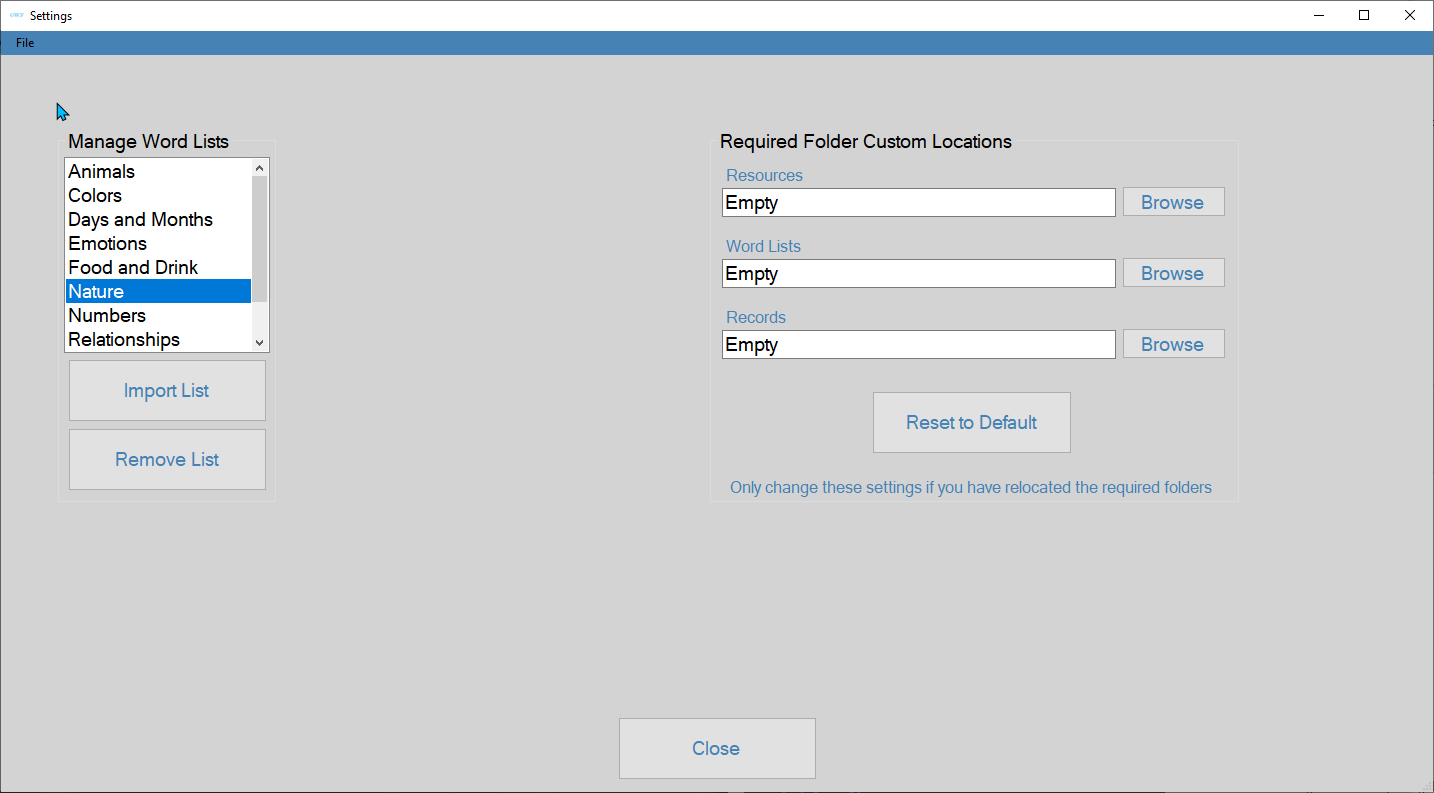 Settings
File
Manage Word Lists
Animals
Colors
Days and Months
Emotions
Food and Drink
Nature
Numbers
Relationships
Import List
Remove List
Required Folder Custom Locations
Resources
Empty
Browse
Word Lists
Empty
Browse
Records
Empty
Browse
Reset to Default
Only change these settings if you have relocated the required folders
Close